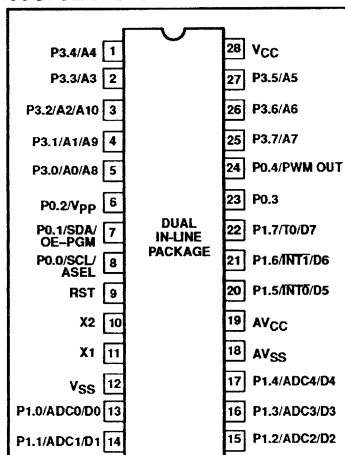 P3.4/A4 1
P3.3/A3 2
P3.2/A2/A10 3
P3.1/A1/A9 4
P3.0/A0/A8 5
P0.2/VPP 6
P0.1/SDA/
OE–PGM 7
P0.0/SCL/
ASEL 8
RST 9
X2 10
X1 11
VSS 12
P1.0/ADC0/D0 13
P1.1/ADC1/D1 14
DUAL
IN-LINE
PACKAGE
28 VCC
27 P3.5/A5
26 P3.6/A6
25 P3.7/A7
24 P0.4/PWM OUT
23 P0.3
22 P1.7/T0/D7
21 P1.6/INT1/D6
20 P1.5/INT0/D5
19 AVCC
18 AVSS
17 P1.4/ADC4/D4
16 P1.3/ADC3/D3
15 P1.2/ADC2/D2